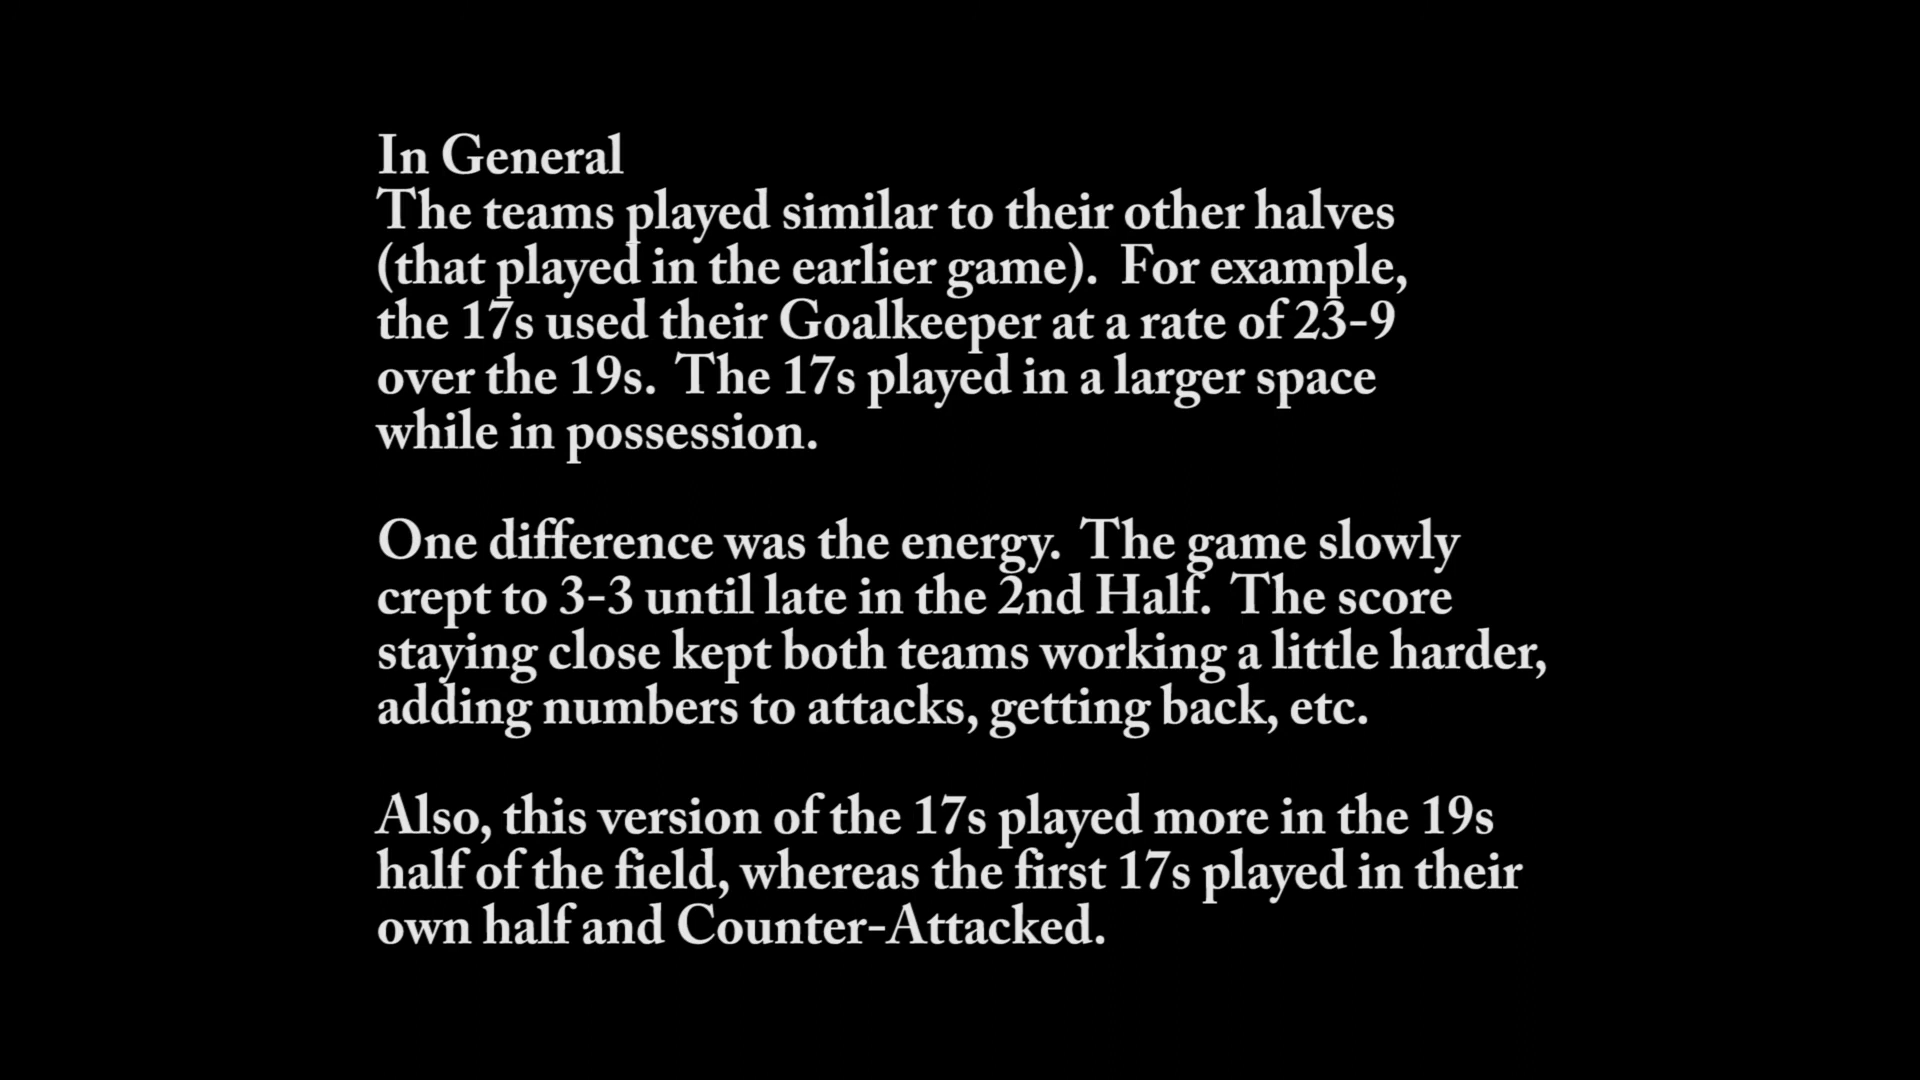 In General
The teams played similar to their other halves
(that played in the earlier game).  For example,
the 17s used their Goalkeeper at a rate of 23-9
over the 19s.  The 17s played in a larger space
while in possession.

One difference was the energy.  The game slowly
crept to 3-3 until late in the 2nd Half.  The score
staying close kept both teams working a little harder,
adding numbers to attacks, getting back, etc.

Also, this version of the 17s played more in the 19s
half of the field, whereas the first 17s played in their
own half and Counter-Attacked.